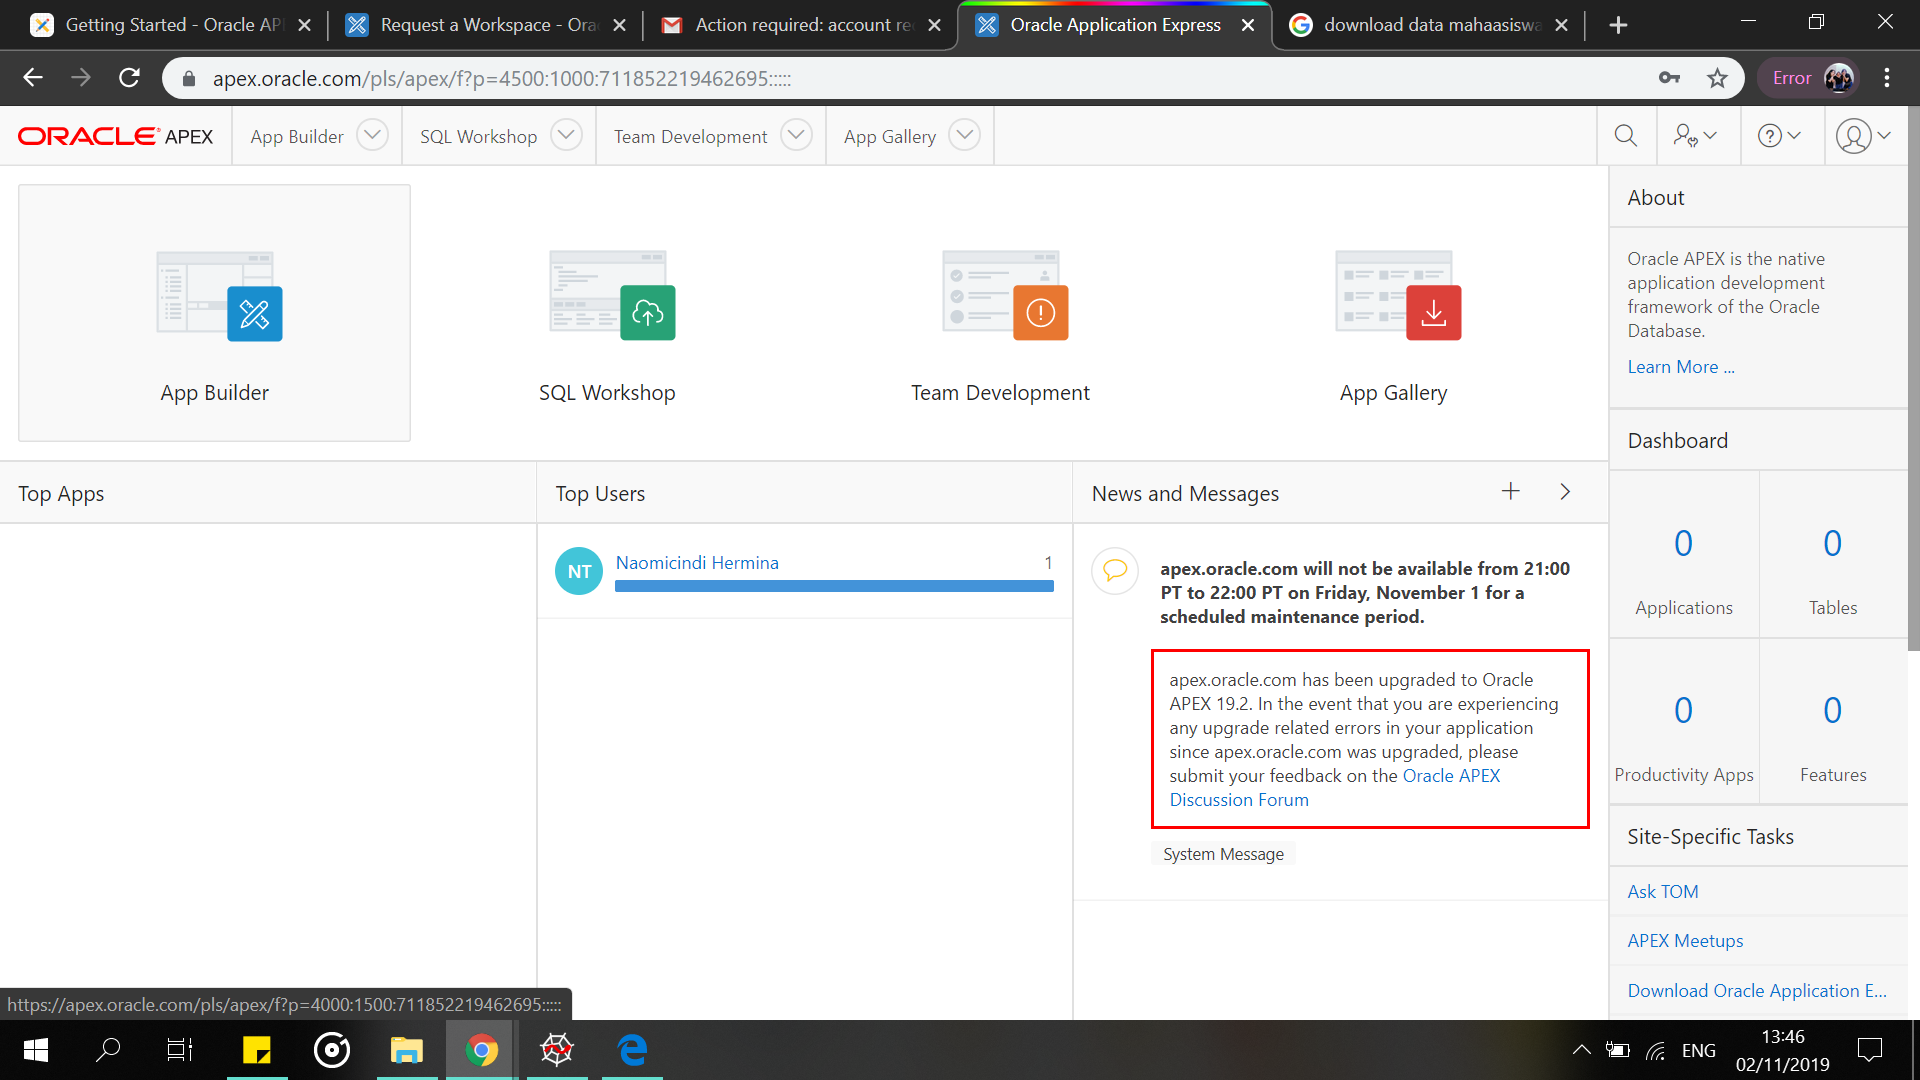 Getting Started - Oracle AP
Request a Workspace - Ora
Action required: account re
Oracle Application Express
download data mahaasiswa
apex.oracle.com/pls/apex/f?p=4500:1000:711852219462695:::::
Error
ORACLE APEX
App Builder
SQL Workshop
Team Development
App Gallery
App Builder
SQL Workshop
Team Development
App Gallery
Top Apps
Top Users
NT
Naomicindi Hermina
1
News and Messages
apex.oracle.com will not be available from 21:00
PT to 22:00 PT on Friday, November 1 for a
scheduled maintenance period.
apex.oracle.com has been upgraded to Oracle
APEX 19.2. In the event that you are experiencing
any upgrade related errors in your application
since apex.oracle.com was upgraded, please
submit your feedback on the Oracle APEX
Discussion Forum
System Message
About
Oracle APEX is the native
application development
framework of the Oracle
Database.
Learn More ...
Dashboard
0
Applications
0
Tables
0
Productivity Apps
0
Features
Site-Specific Tasks
Ask TOM
APEX Meetups
Download Oracle Application E...
https://apex.oracle.com/pls/apex/f?p=4000:1500:711852219462695:::::
ENG
13:46
02/11/2019